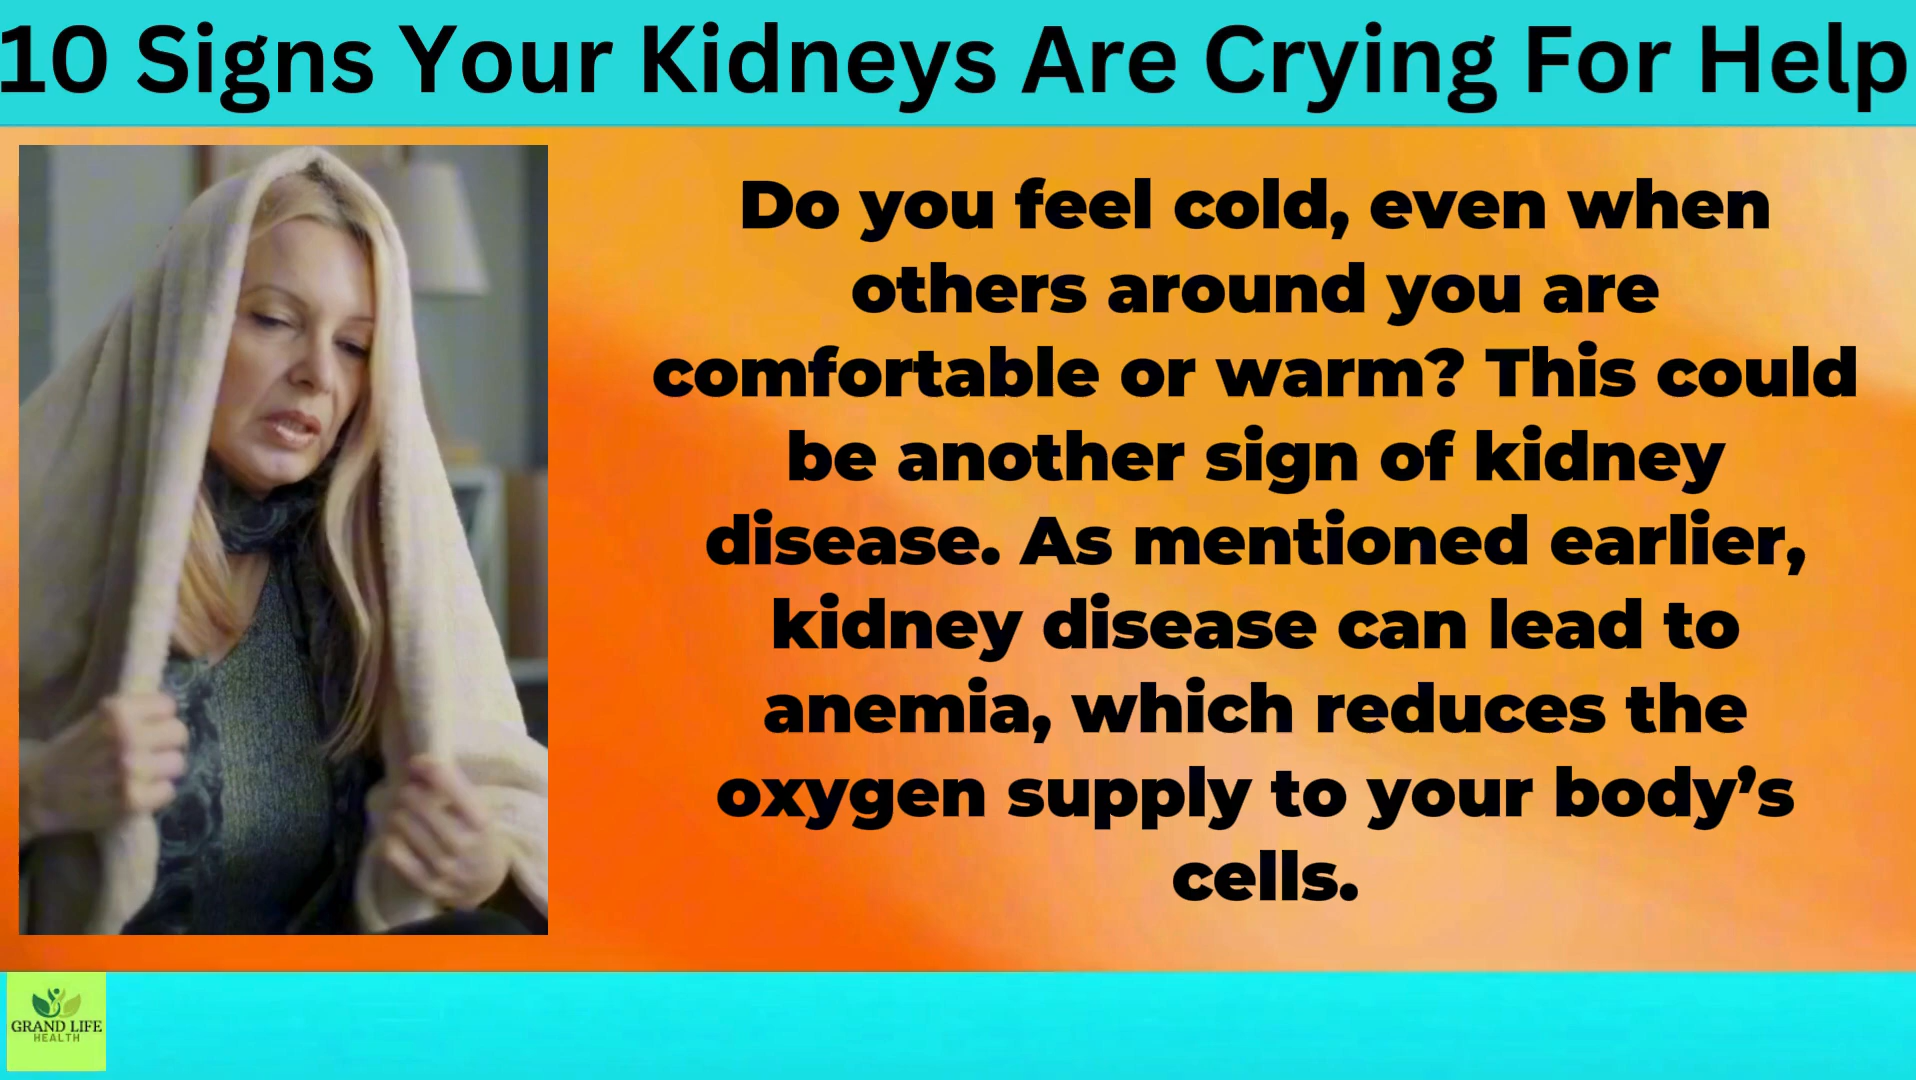 10 Signs Your Kidneys Are Crying For Help
Do you feel cold, even when
others around you are
comfortable or warm? This could
be another sign of kidney
disease. As mentioned earlier,
kidney disease can lead to
anemia, which reduces the
oxygen supply to your body’s
cells.
GRAND LIFE
HEALTH